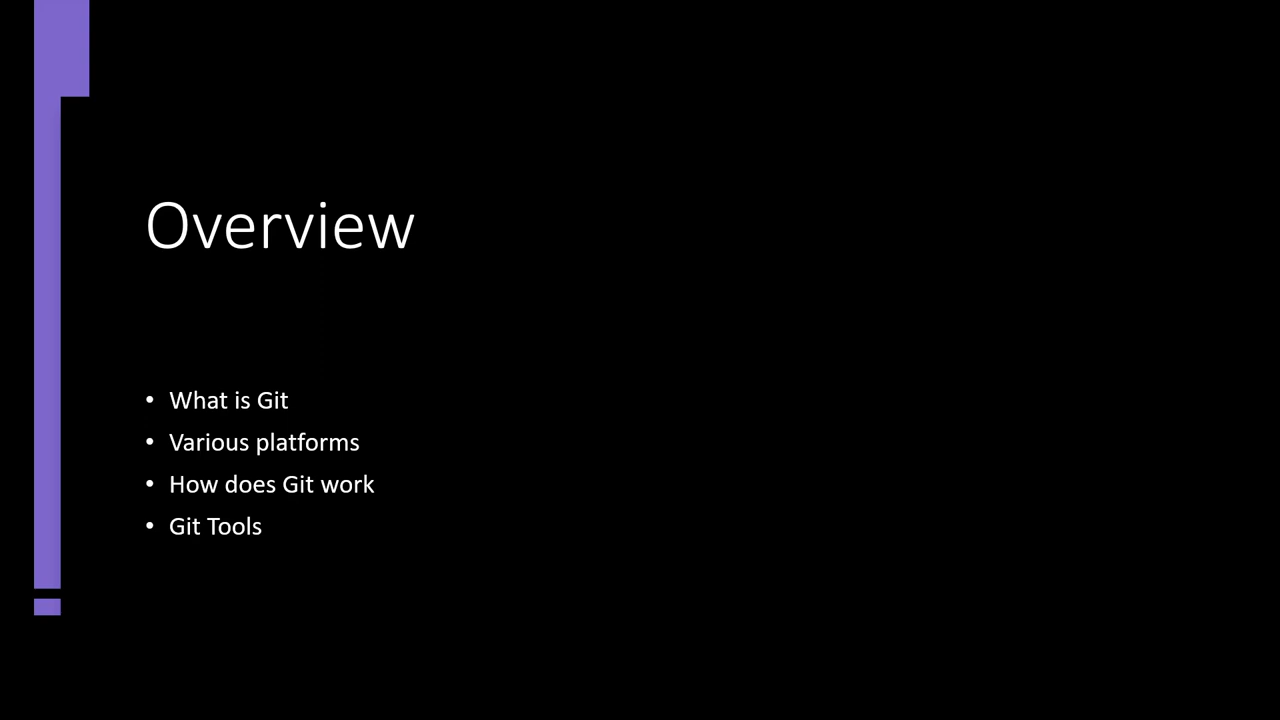 Overview
• What is Git
• Various platforms
• How does Git work
• Git Tools